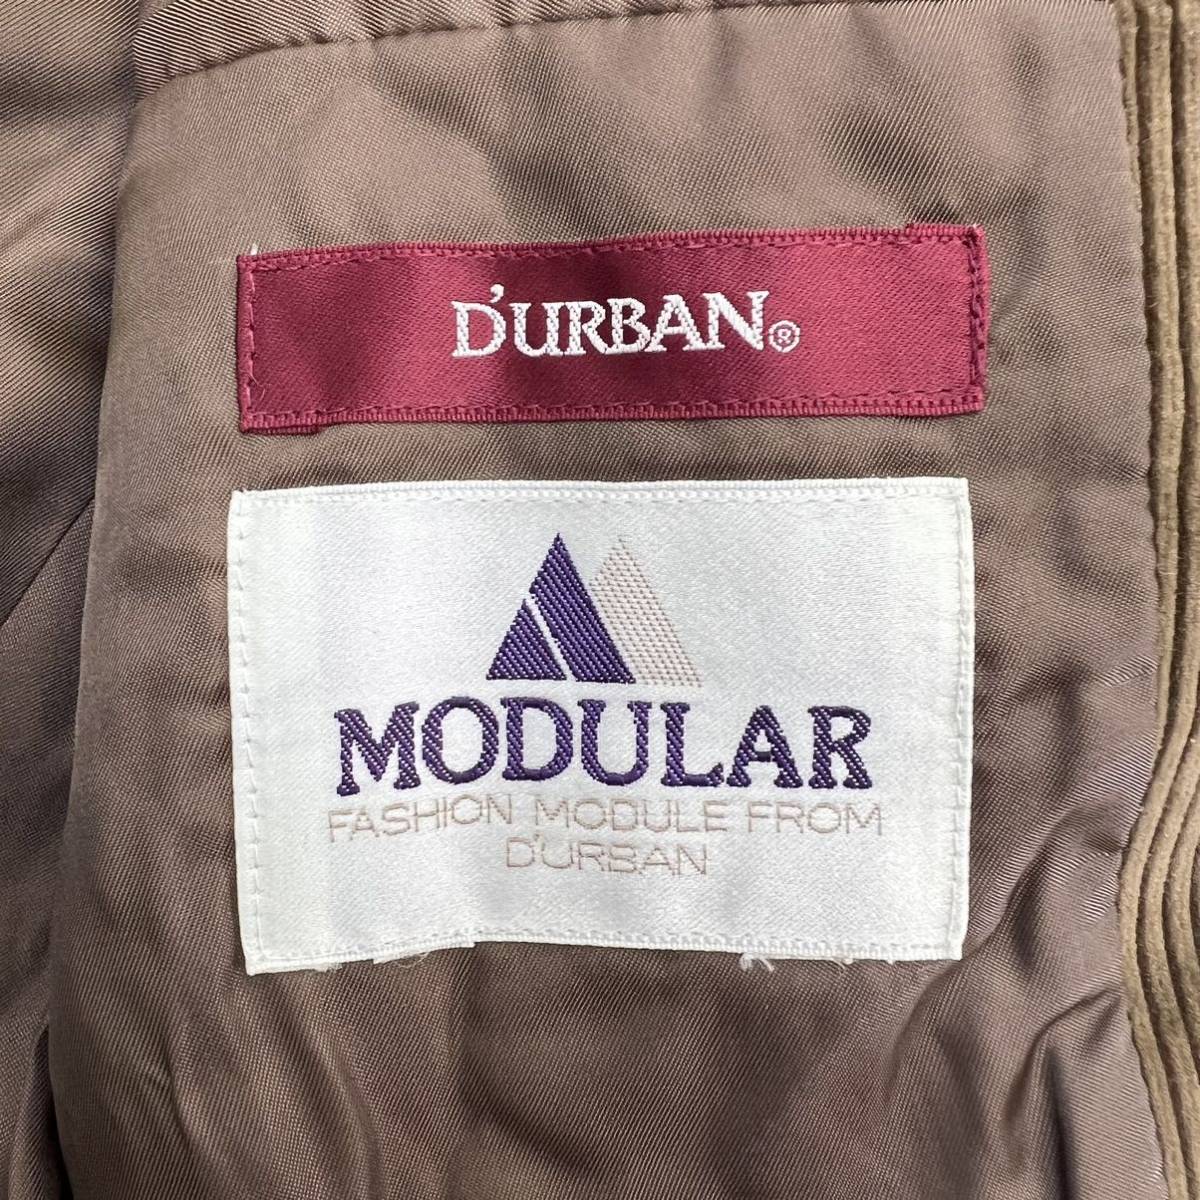 D'URBAN®
MODULAR
FASHION MODULE FROM
D'URBAN